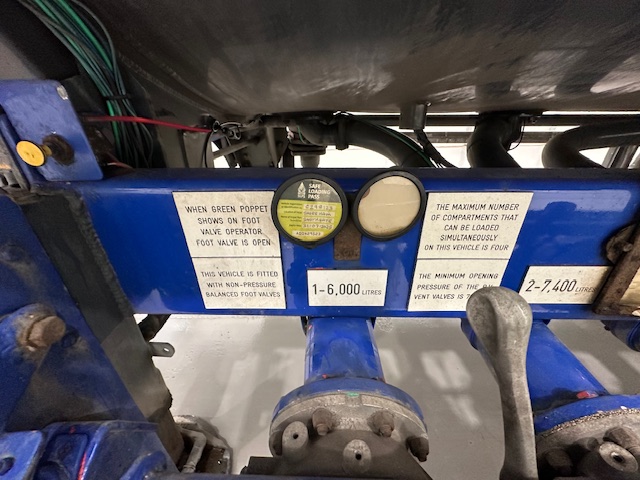 WHEN GREEN POPPET
SHOWS ON FOOT
VALVE OPERATOR,
FOOT VALVE IS OPEN
THIS VEHICLE IS FITTED
WITH NON-PRESSURE
BALANCED FOOT VALVES
SAFE
LOADING
PASS
1-6,000 LITRES
THE MAXIMUM NUMBER
OF COMPARTMENTS THAT
CAN BE LOADED
SIMULTANEOUSLY
ON THIS VEHICLE IS FOUR
THE MINIMUM OPENING
PRESSURE OF THE
VENT VALVES IS
2-7,400 LITRES